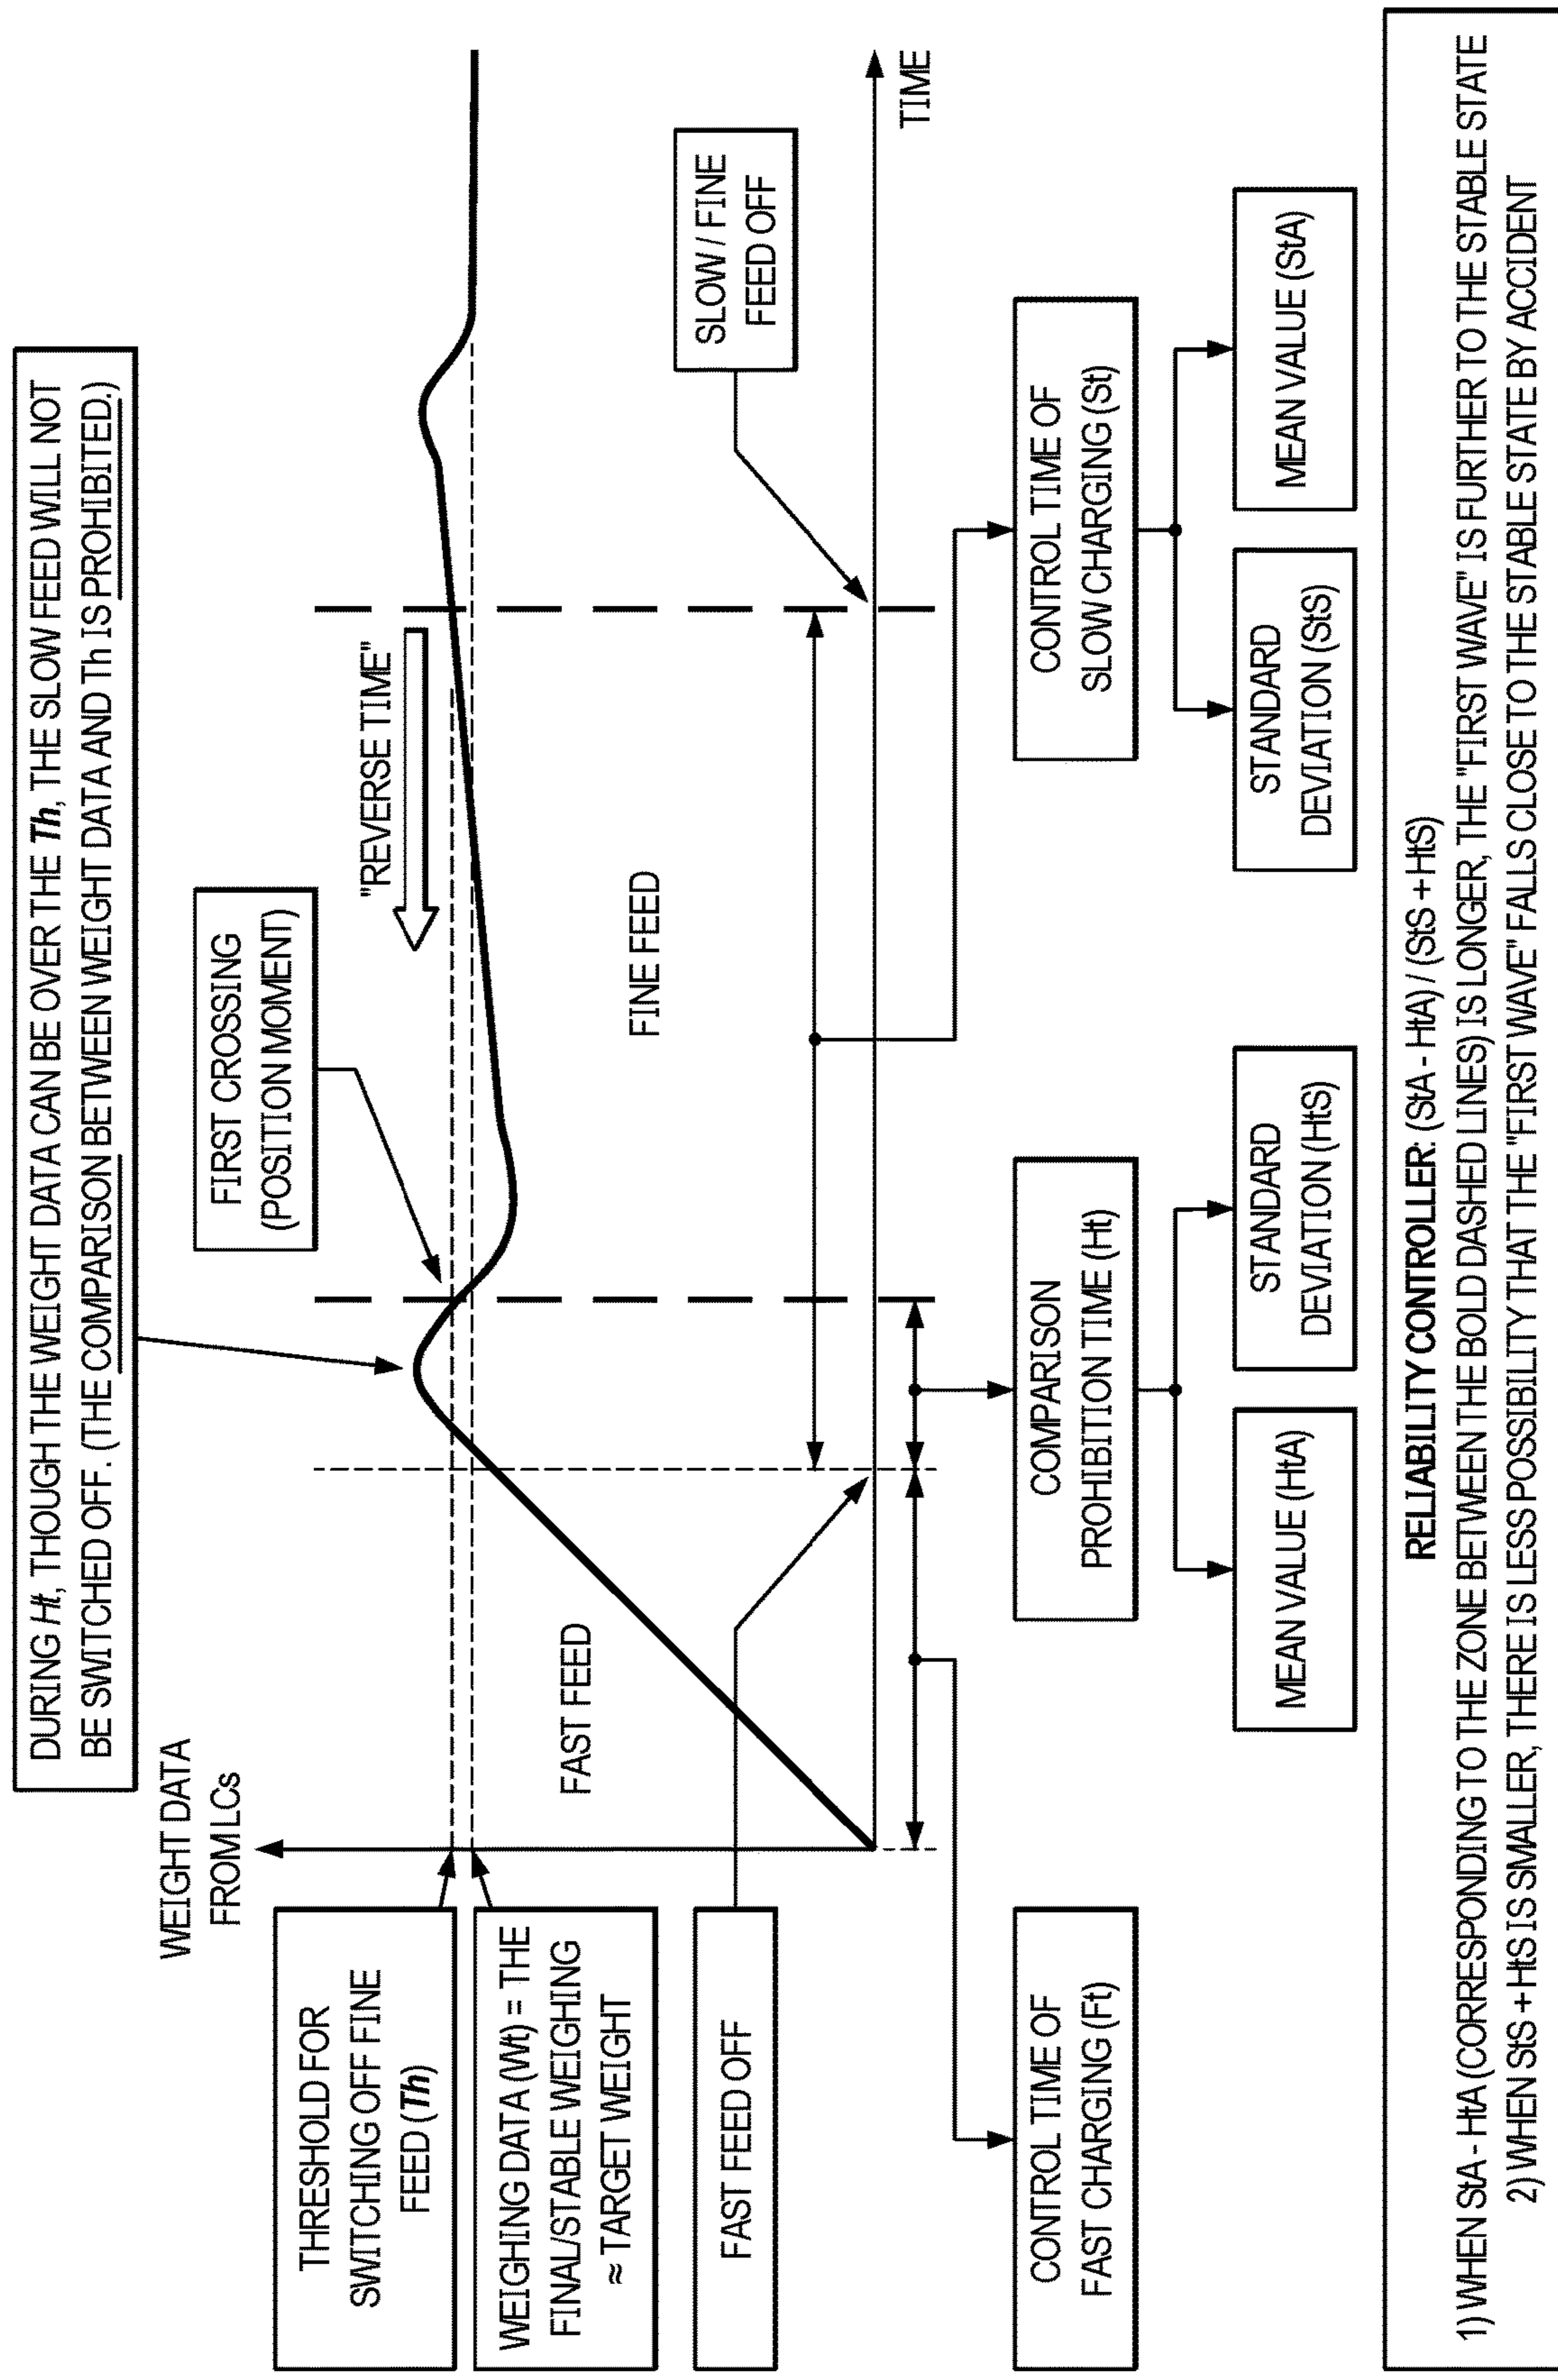 DURING Ht, THOUGH THE WEIGHT DATA CAN BE OVER THE Th, THE SLOW FEED WILL NOT
BE SWITCHED OFF. (THE COMPARISON BETWEEN WEIGHT DATA AND Th IS PROHIBITED.)
WEIGHT DATA
FROM LCs
FIRST CROSSING
(POSITION MOMENT)
"REVERSE TIME"
THRESHOLD FOR
SWITCHING OFF FINE
FEED (Th)
WEIGHING DATA (Wt) = THE
FINAL/STABLE WEIGHING
≈ TARGET WEIGHT
FAST FEED OFF
FAST FEED
FINE FEED
SLOW / FINE
FEED OFF
TIME
CONTROL TIME OF
FAST CHARGING (Ft)
COMPARISON
PROHIBITION TIME (Ht)
CONTROL TIME OF
SLOW CHARGING (St)
MEAN VALUE (HtA)
STANDARD
DEVIATION (HtS)
STANDARD
DEVIATION (StS)
MEAN VALUE (StA)
RELIABILITY CONTROLLER: (StA - HtA) / (StS + HtS)
1) WHEN StA - HtA (CORRESPONDING TO THE ZONE BETWEEN THE BOLD DASHED LINES) IS LONGER, THE "FIRST WAVE" IS FURTHER TO THE STABLE STATE
2) WHEN StS + HtS IS SMALLER, THERE IS LESS POSSIBILITY THAT THE "FIRST WAVE" FALLS CLOSE TO THE STABLE STATE BY ACCIDENT